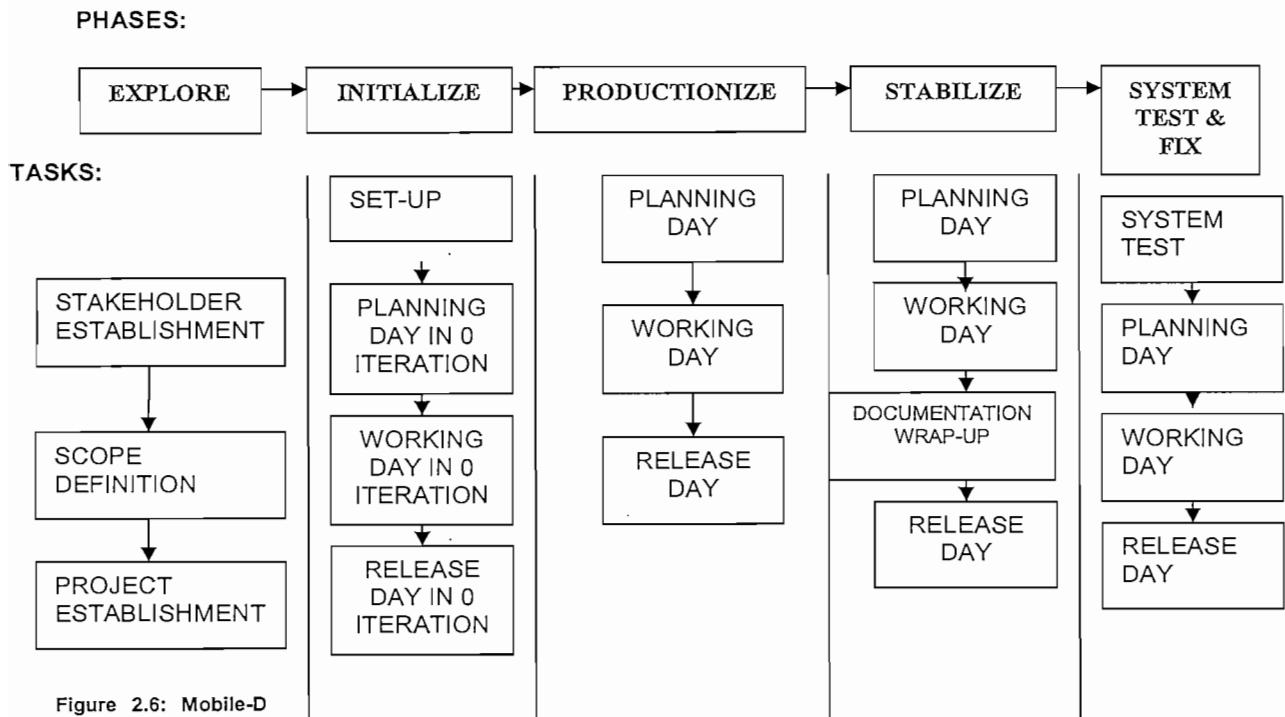 PHASES:
EXPLORE
INITIALIZE
PRODUCTIONIZE
STABILIZE
SYSTEM
TEST &
FIX
TASKS:
STAKEHOLDER
ESTABLISHMENT
SCOPE
DEFINITION
PROJECT
ESTABLISHMENT
SET-UP
PLANNING
DAY IN 0
ITERATION
WORKING
DAY IN 0
ITERATION
RELEASE
DAY IN 0
ITERATION
PLANNING
DAY
WORKING
DAY
RELEASE
DAY
PLANNING
DAY
WORKING
DAY
DOCUMENTATION
WRAP-UP
RELEASE
DAY
SYSTEM
TEST
PLANNING
DAY
WORKING
DAY
RELEASE
DAY
Figure 2.6: Mobile-D